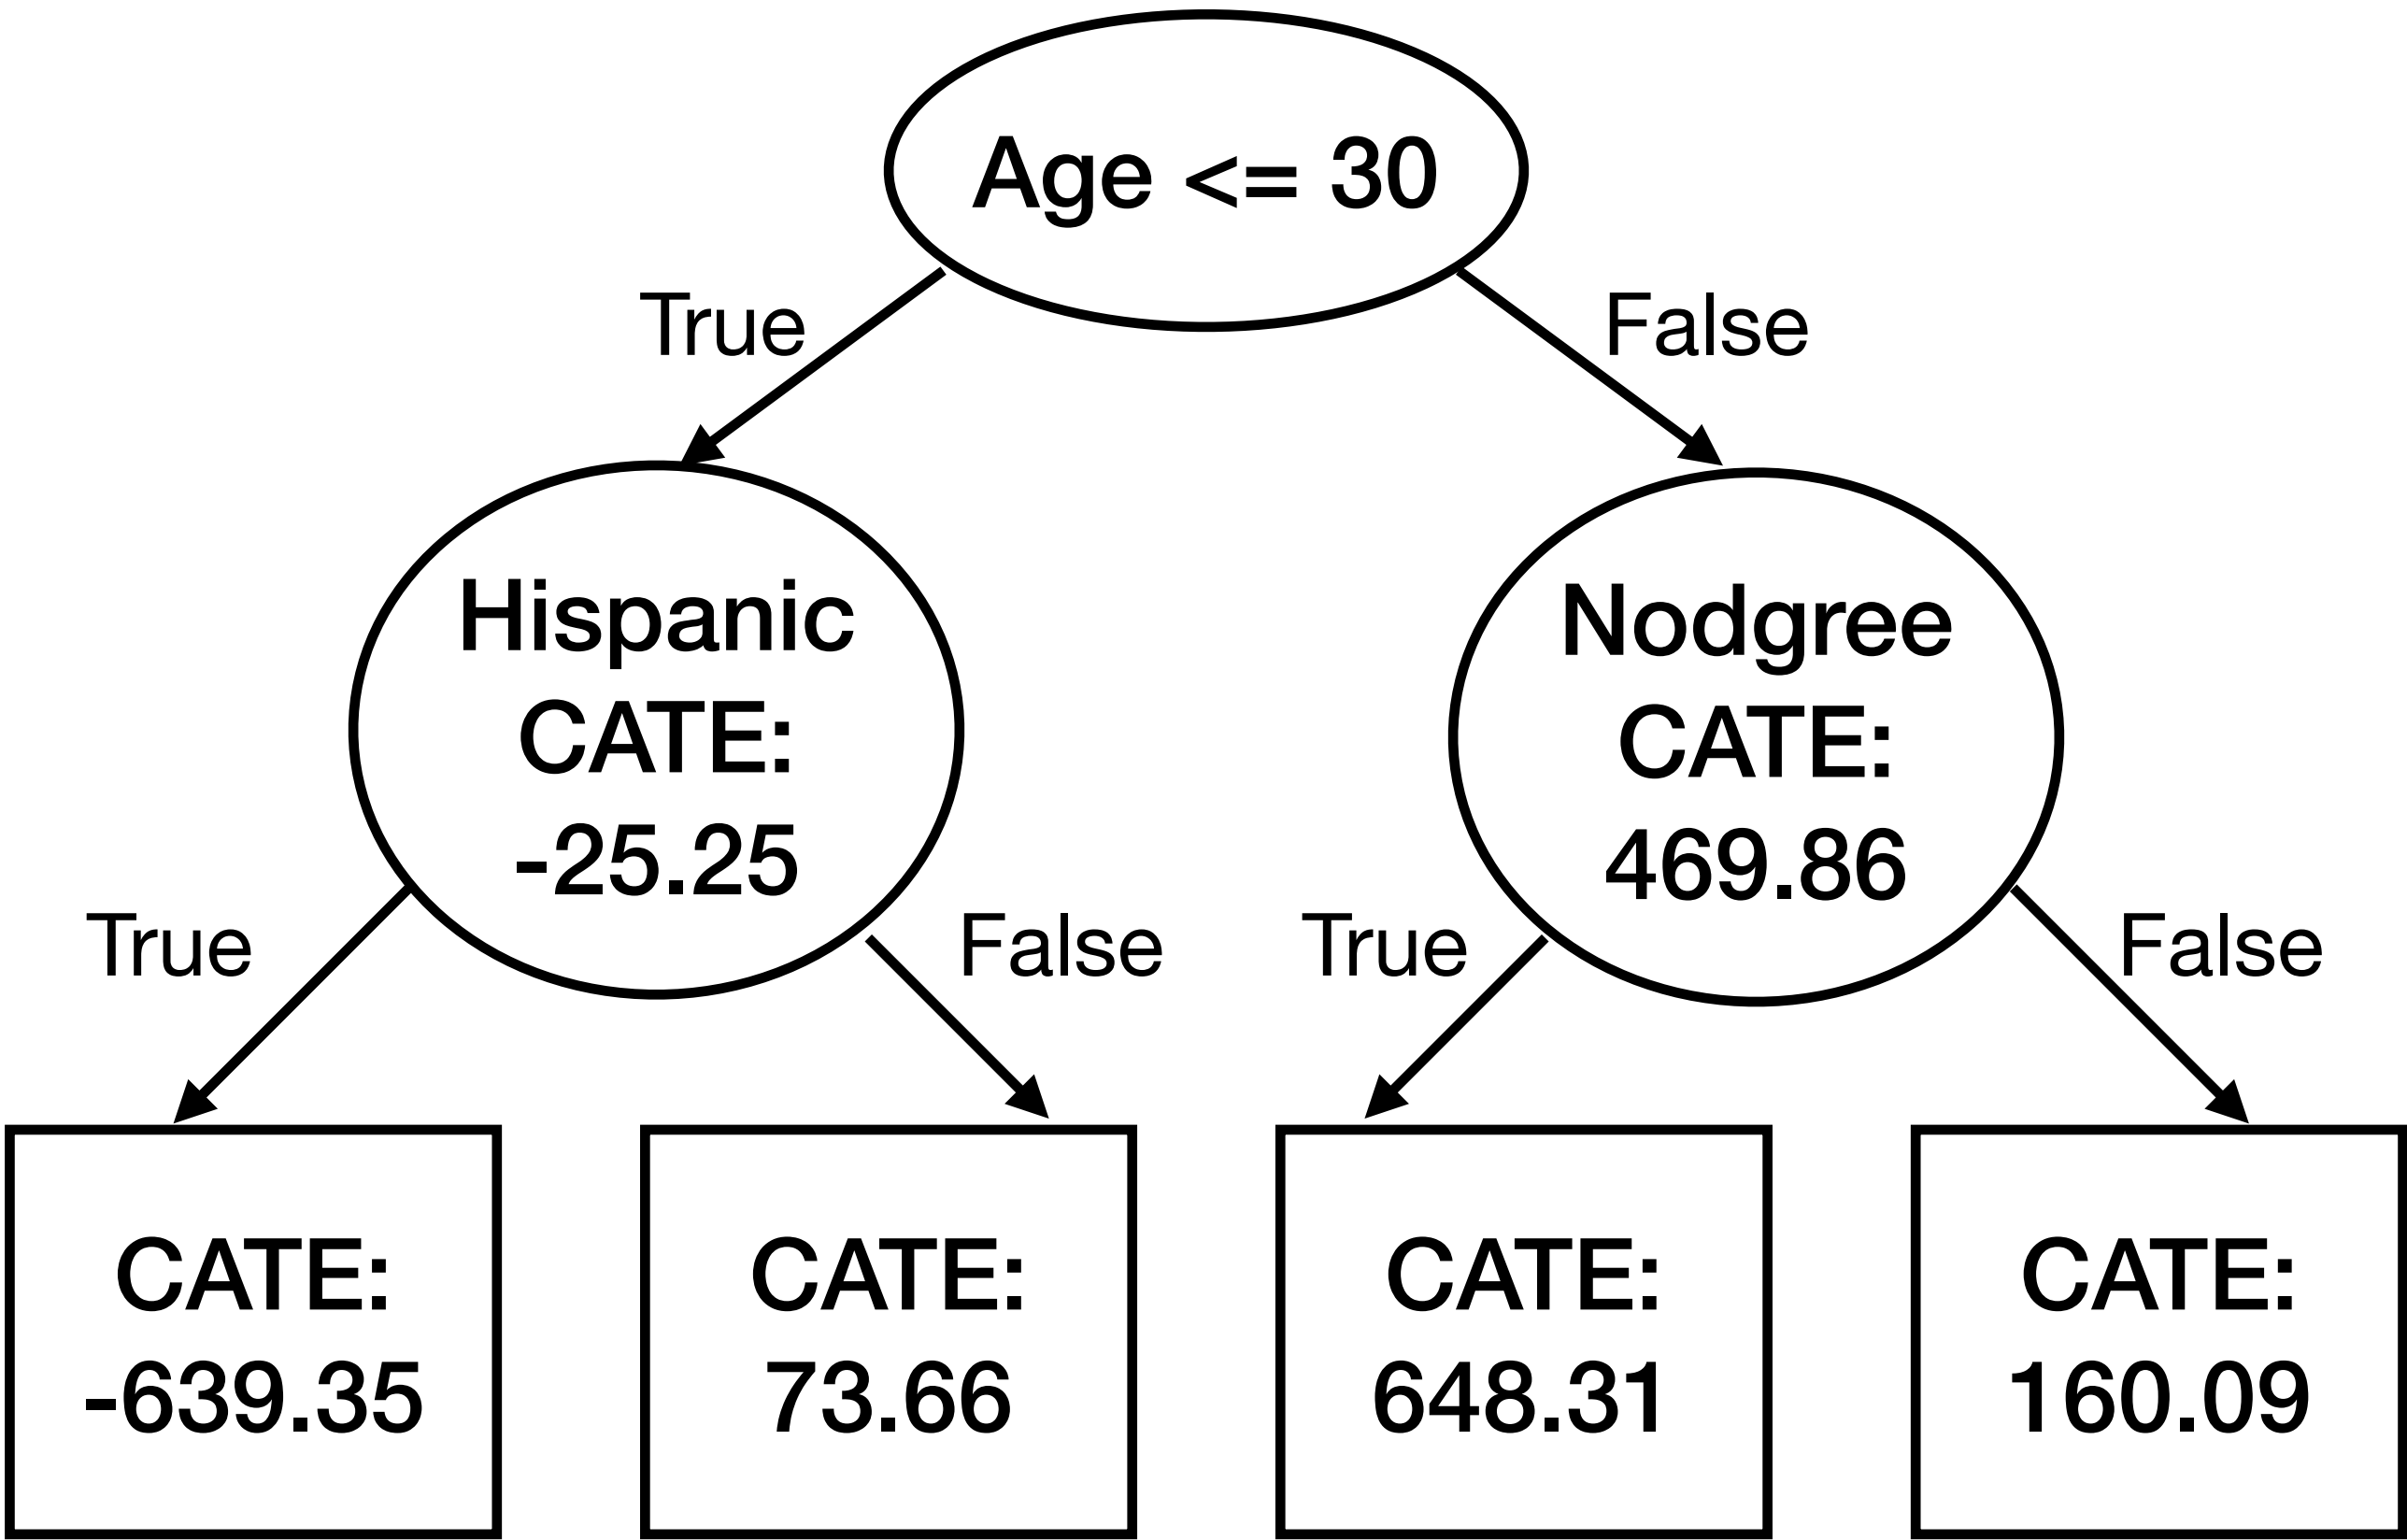 Age <= 30
True
False
Hispanic
CATE:
-25.25
Nodgree
CATE:
469.86
True
False
True
False
CATE:
-639.35
CATE:
73.66
CATE:
648.31
CATE:
160.09